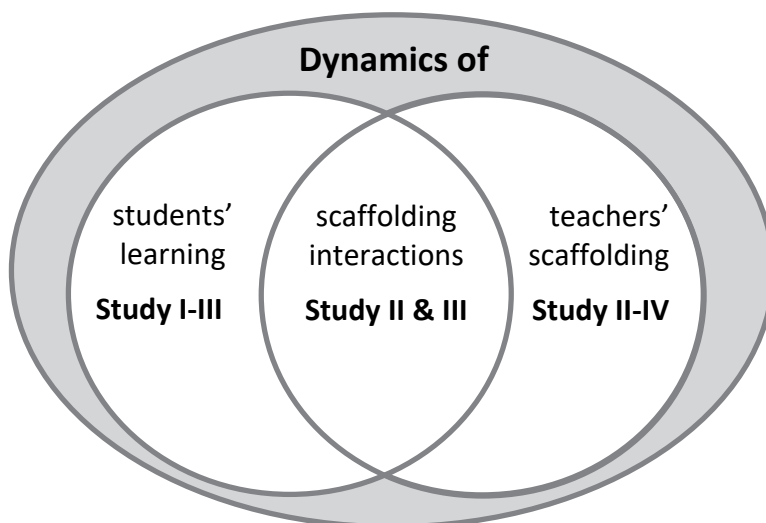 Dynamics of
students’
learning
Study I-III
scaffolding
interactions
Study II & III
teachers’
scaffolding
Study II-IV